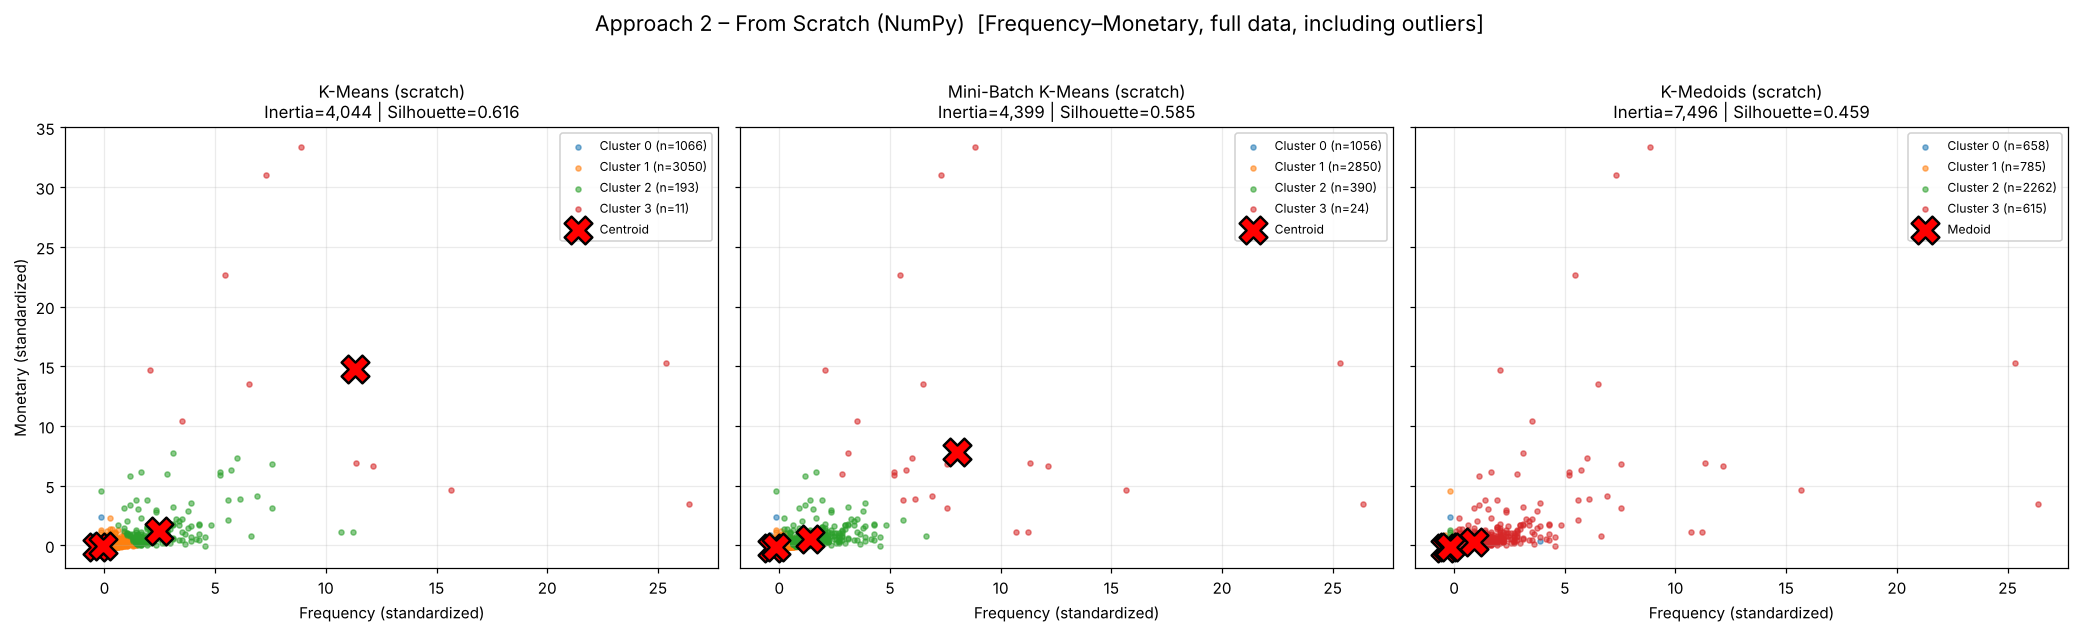 Approach 2 – From Scratch (NumPy)  [Frequency–Monetary, full data, including outliers]
K-Means (scratch)
Inertia=4,044 | Silhouette=0.616
35
30
25
20
15
10
5
0
Monetary (standardized)
Cluster 0 (n=1066)
Cluster 1 (n=3050)
Cluster 2 (n=193)
Cluster 3 (n=11)
Centroid
0 5 10 15 20 25
Frequency (standardized)
Mini-Batch K-Means (scratch)
Inertia=4,399 | Silhouette=0.585
Cluster 0 (n=1056)
Cluster 1 (n=2850)
Cluster 2 (n=390)
Cluster 3 (n=24)
Centroid
0 5 10 15 20 25
Frequency (standardized)
K-Medoids (scratch)
Inertia=7,496 | Silhouette=0.459
Cluster 0 (n=658)
Cluster 1 (n=785)
Cluster 2 (n=2262)
Cluster 3 (n=615)
Medoid
0 5 10 15 20 25
Frequency (standardized)